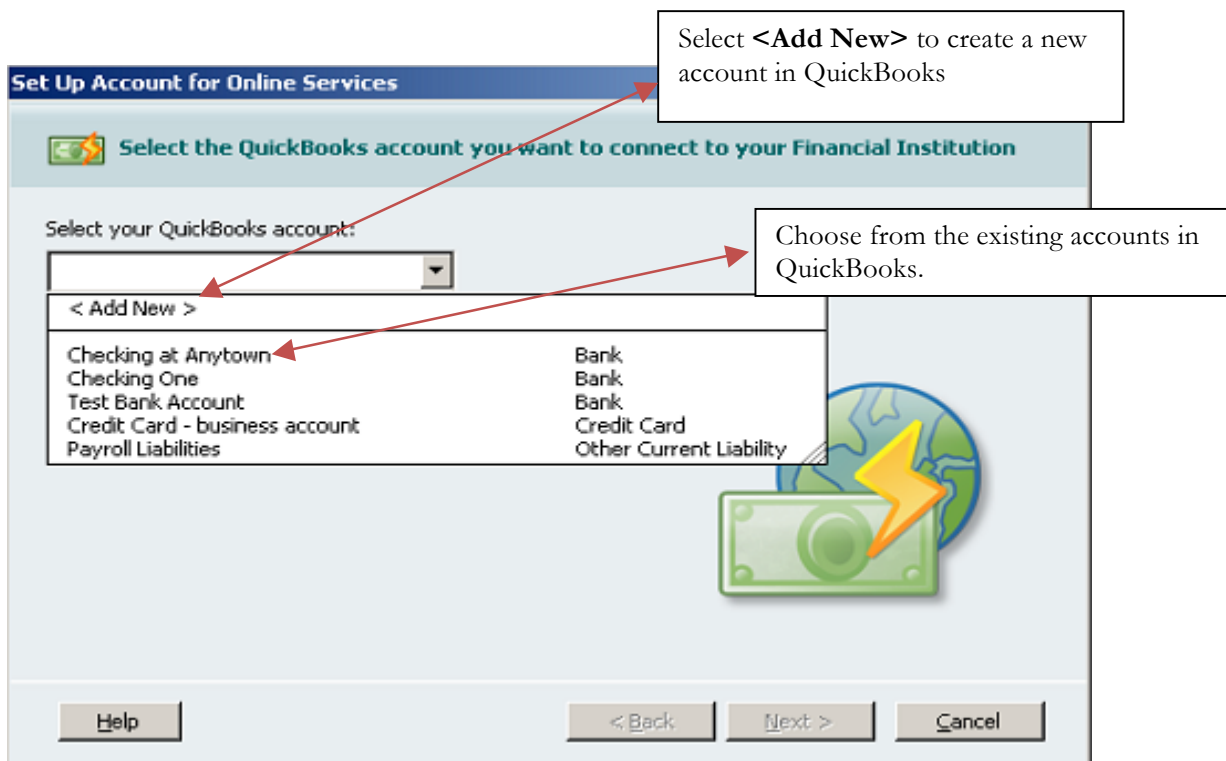 Select <Add New> to create a new
account in QuickBooks
Set Up Account for Online Services
Select the QuickBooks account you want to connect to your Financial Institution
Select your QuickBooks account:
Choose from the existing accounts in
QuickBooks.
< Add New >
Checking at Anytown Bank
Checking One Bank
Test Bank Account Bank
Credit Card - business account Credit Card
Payroll Liabilities Other Current Liability
Help < Back Next > Cancel